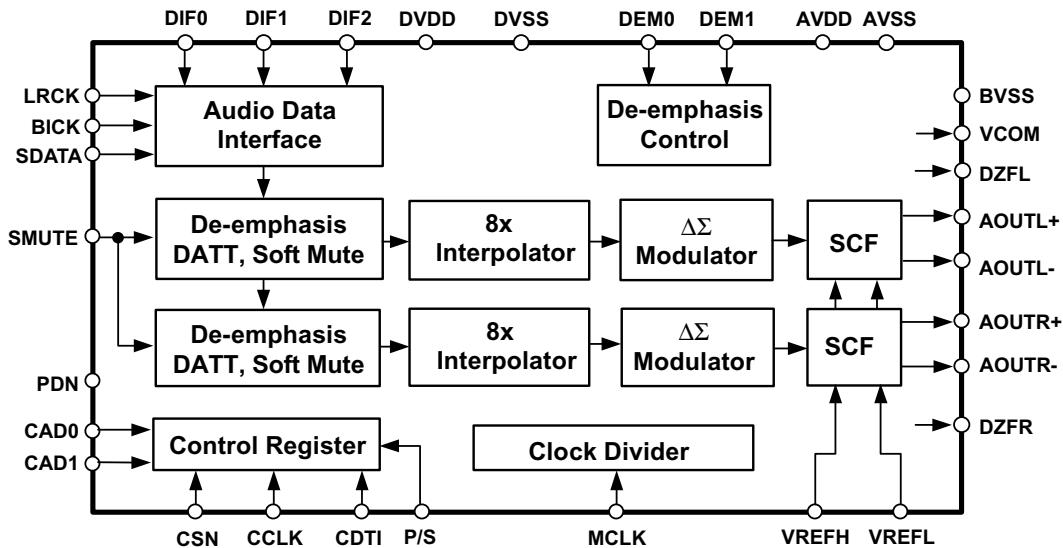 DIF0 DIF1 DIF2 DVDD DVSS DEM0 DEM1 AVDD AVSS
LRCK
BICK
SDATA
Audio Data
Interface
De-emphasis
Control
BVSS
VCOM
DZFL
SMUTE
De-emphasis
DATT, Soft Mute
8x
Interpolator
ΔΣ
Modulator
SCF
AOUTL+
AOUTL-
De-emphasis
DATT, Soft Mute
8x
Interpolator
ΔΣ
Modulator
SCF
AOUTR+
AOUTR-
PDN
CAD0
CAD1
Control Register
Clock Divider
DZFR
CSN CCLK CDTI P/S MCLK VREFH VREFL